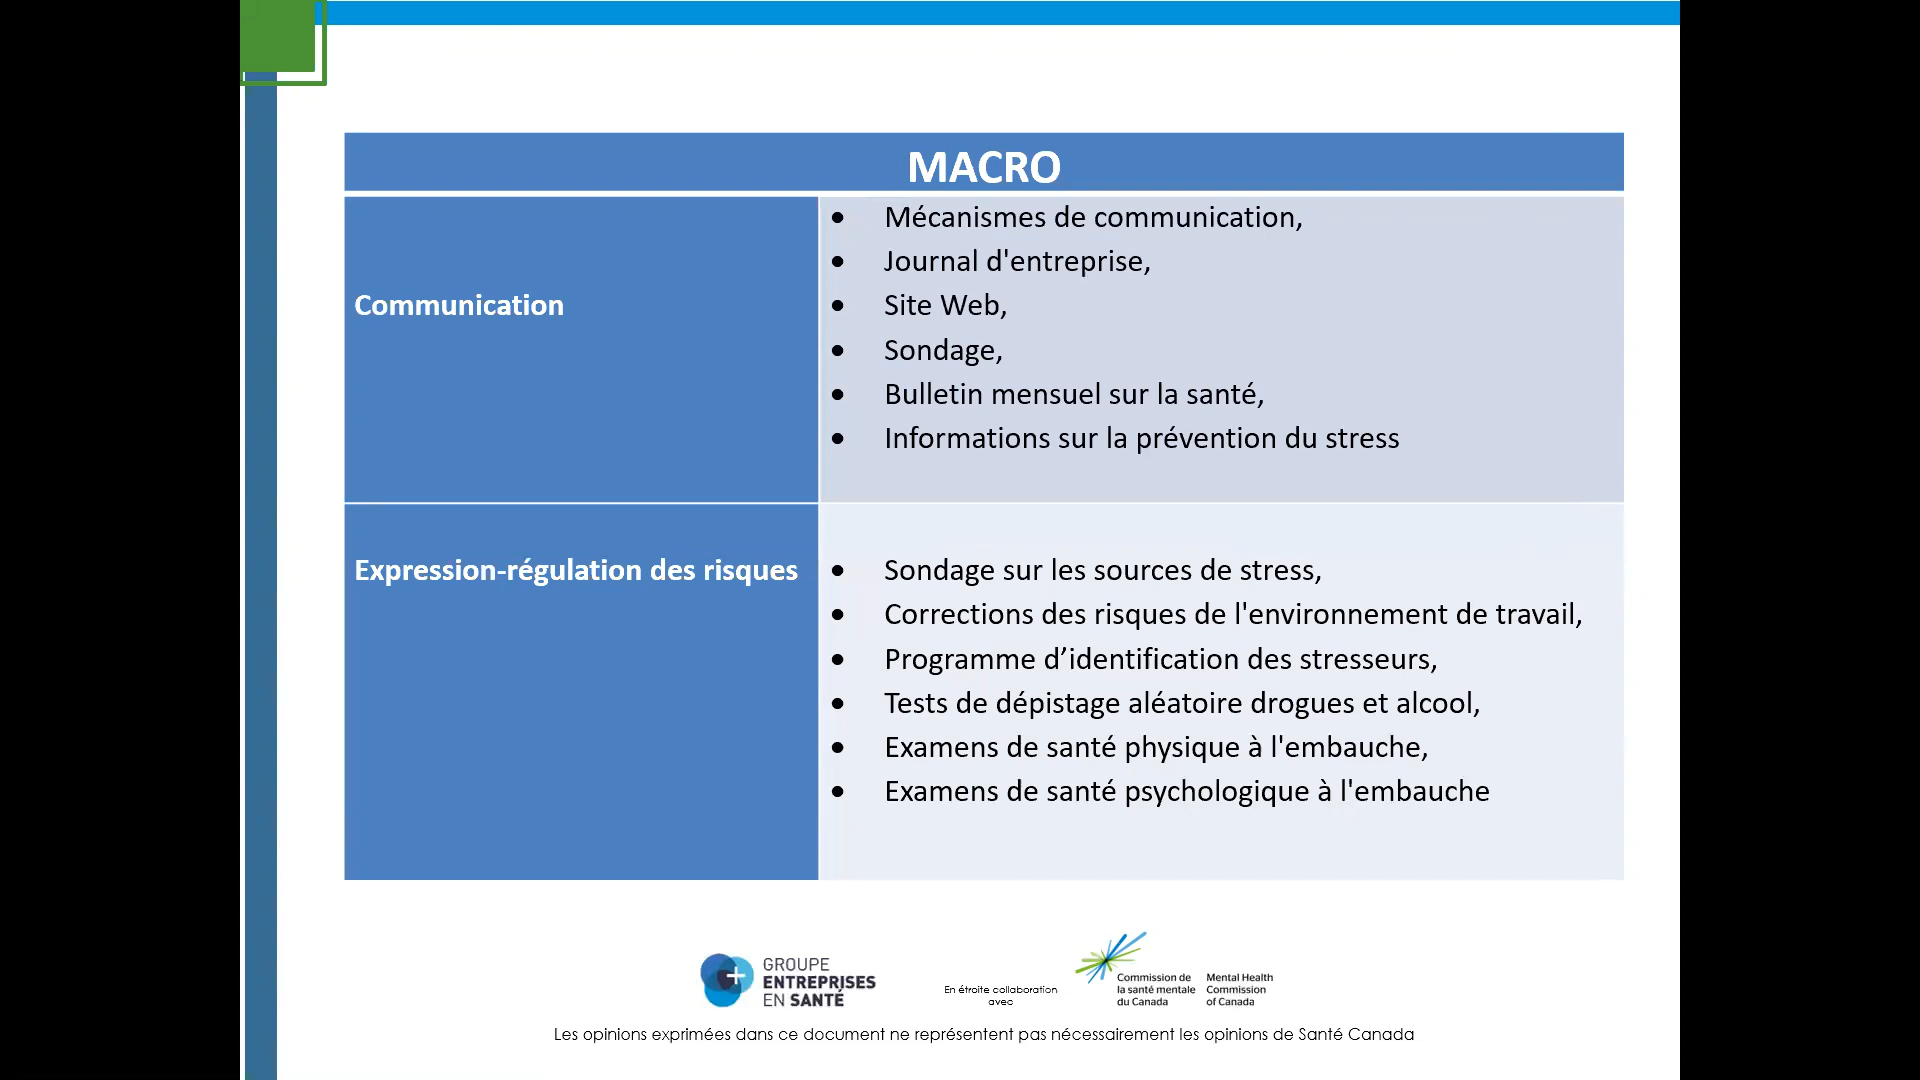 MACRO
Communication
• Mécanismes de communication,
• Journal d'entreprise,
• Site Web,
• Sondage,
• Bulletin mensuel sur la santé,
• Informations sur la prévention du stress
Expression-régulation des risques
• Sondage sur les sources de stress,
• Corrections des risques de l'environnement de travail,
• Programme d’identification des stresseurs,
• Tests de dépistage aléatoire drogues et alcool,
• Examens de santé physique à l'embauche,
• Examens de santé psychologique à l'embauche
GROUPE
ENTREPRISES
EN SANTÉ
En étroite collaboration
avec
Commission de
la santé mentale
du Canada
Mental Health
Commission
of Canada
Les opinions exprimées dans ce document ne représentent pas nécessairement les opinions de Santé Canada